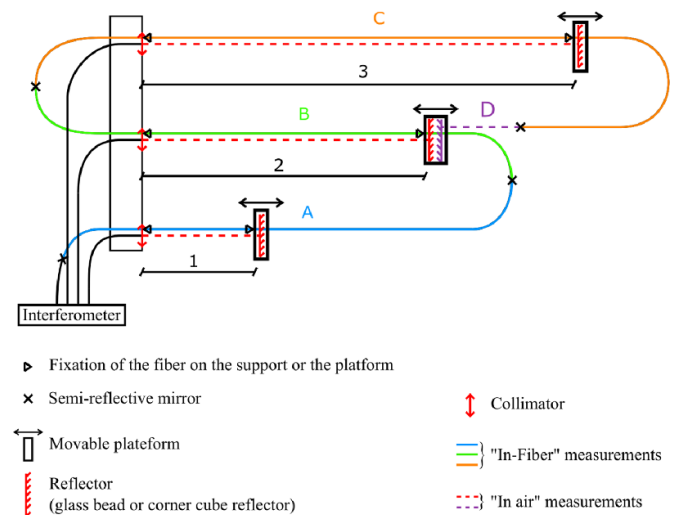 C
3
B
D
2
A
1
Interferometer
Fixation of the fiber on the support or the platform
Semi-reflective mirror
Movable plateform
Reflector
(glass bead or corner cube reflector)
Collimator
"In-Fiber" measurements
"In air" measurements